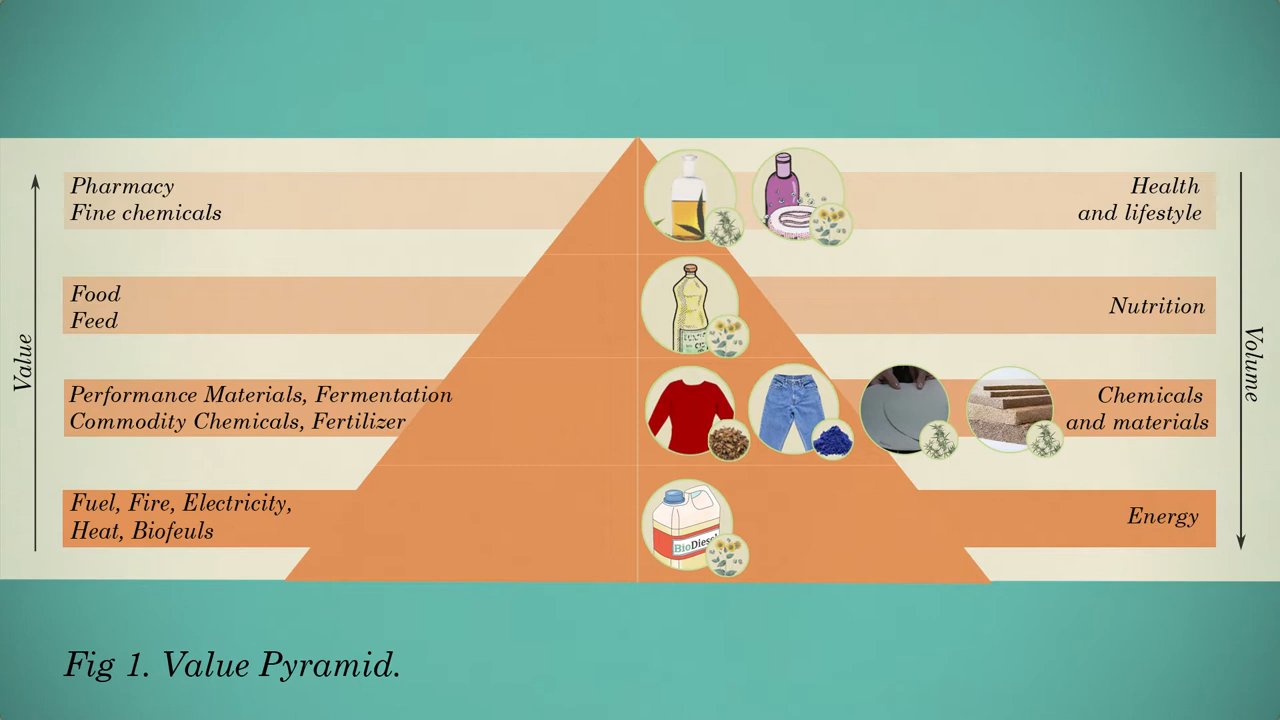 Pharmacy
Fine chemicals
Health
and lifestyle
Food
Feed
Nutrition
Value
Volume
Performance Materials, Fermentation
Commodity Chemicals, Fertilizer
Chemicals
and materials
Fuel, Fire, Electricity,
Heat, Biofeuls
BioDiesel
Energy
Fig 1. Value Pyramid.